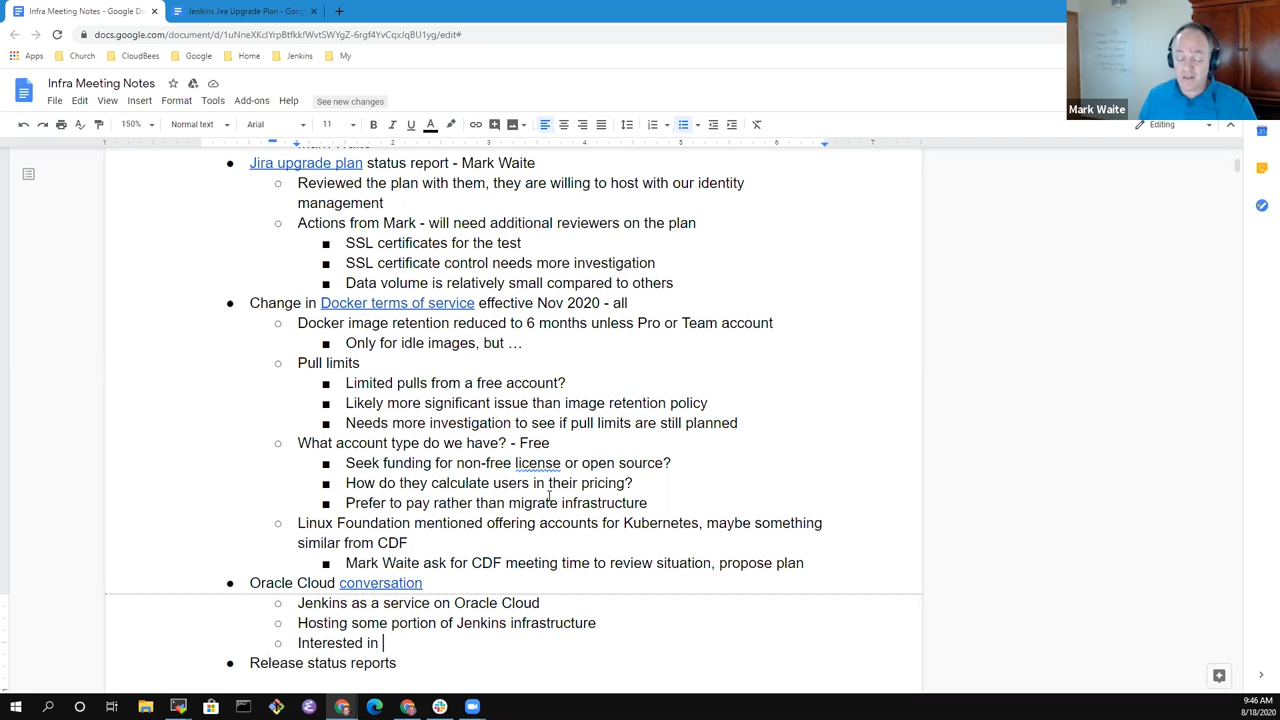 Infra Meeting Notes - Google Do
Jenkins Jira Upgrade Plan - Goog
Apps Church CloudBees Google Home Jenkins My
Infra Meeting Notes
File Edit View Insert Format Tools Add-ons Help See new changes
150% Normal text Arial 11 B I U A Editing
1 1 2 3 4 5 6 7
Mark Waite
Jira upgrade plan status report - Mark Waite
Reviewed the plan with them, they are willing to host with our identity
management
Actions from Mark - will need additional reviewers on the plan
SSL certificates for the test
SSL certificate control needs more investigation
Data volume is relatively small compared to others
Change in Docker terms of service effective Nov 2020 - all
Docker image retention reduced to 6 months unless Pro or Team account
Only for idle images, but …
Pull limits
Limited pulls from a free account?
Likely more significant issue than image retention policy
Needs more investigation to see if pull limits are still planned
What account type do we have? - Free
Seek funding for non-free license or open source?
How do they calculate users in their pricing?
Prefer to pay rather than migrate infrastructure
Linux Foundation mentioned offering accounts for Kubernetes, maybe something
similar from CDF
Mark Waite ask for CDF meeting time to review situation, propose plan
Oracle Cloud conversation
Jenkins as a service on Oracle Cloud
Hosting some portion of Jenkins infrastructure
Interested in
Release status reports
9:46 AM
8/18/2020